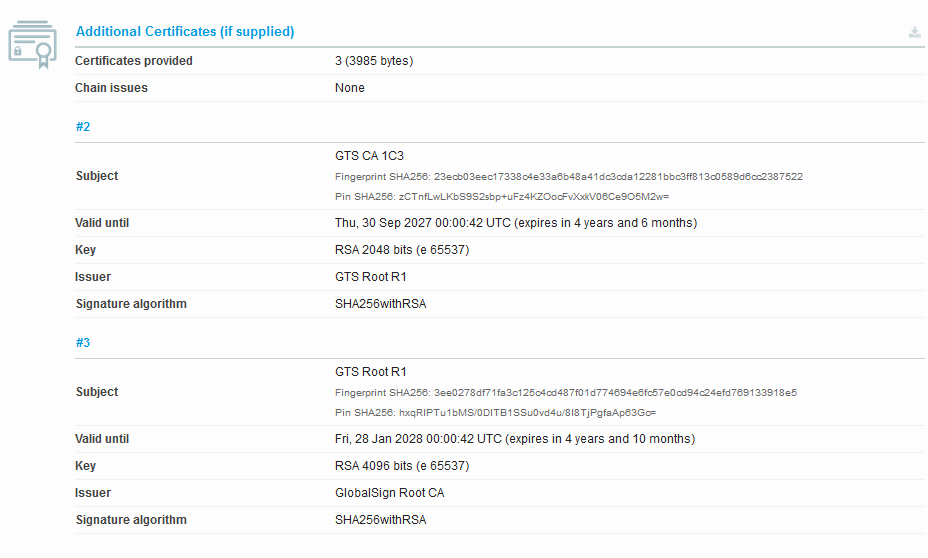 Additional Certificates (if supplied)
Certificates provided 3 (3985 bytes)
Chain issues None
#2
Subject GTS CA 1C3
Fingerprint SHA256: 23ecb03eec17338c4e33a6b48a41dc3cda12281bbc3ff813c0589d6cc2387522
Pin SHA256: zCTnfLwLKbS9S2sbp+uFz4KZOocFvXxkV06Ce9O5M2w=
Valid until Thu, 30 Sep 2027 00:00:42 UTC (expires in 4 years and 6 months)
Key RSA 2048 bits (e 65537)
Issuer GTS Root R1
Signature algorithm SHA256withRSA
#3
Subject GTS Root R1
Fingerprint SHA256: 3ee0278df71fa3c125c4cd487f01d774694e6fc57e0cd94c24efd769133918e5
Pin SHA256: hxqRlPTu1bMS/0DITB1SSu0vd4u/8l8TjPgfaAp63Gc=
Valid until Fri, 28 Jan 2028 00:00:42 UTC (expires in 4 years and 10 months)
Key RSA 4096 bits (e 65537)
Issuer GlobalSign Root CA
Signature algorithm SHA256withRSA